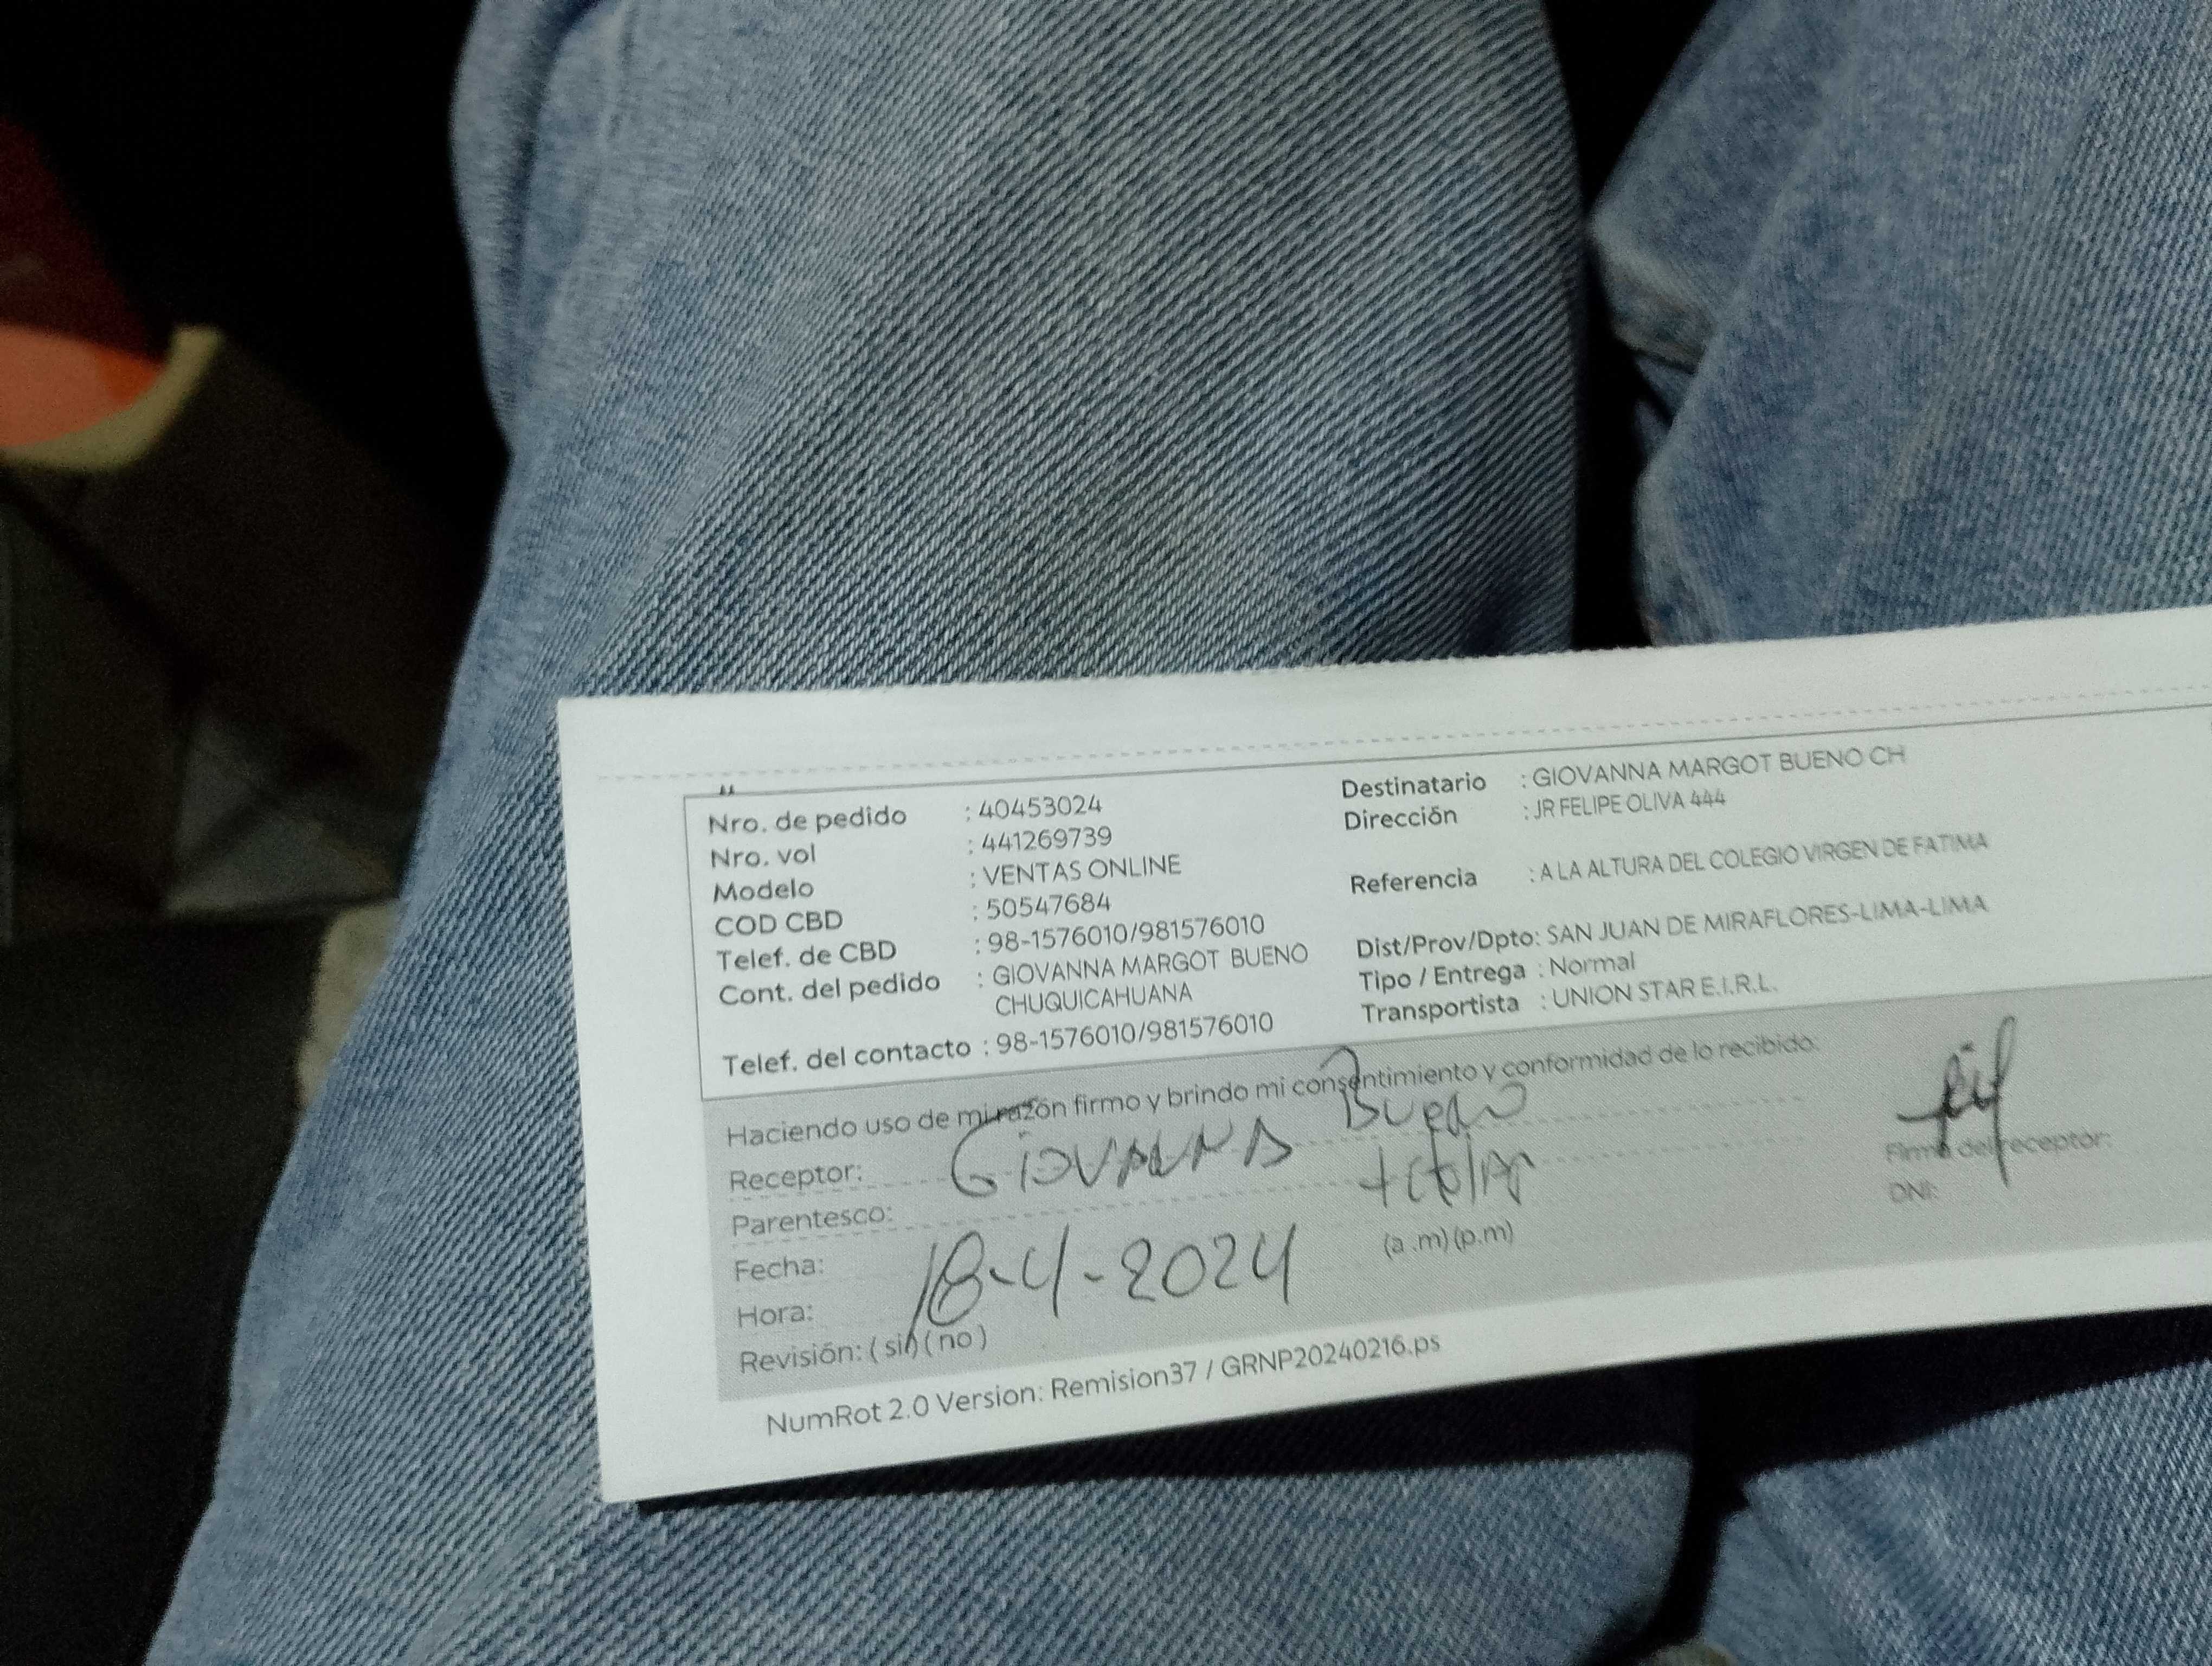 Nro. de pedido : 40453024
Nro. vol : 441269739
Modelo : VENTAS ONLINE
COD CBD : 50547684
Telef. de CBD : 98-1576010/981576010
Cont. del pedido : GIOVANNA MARGOT BUENO
CHUQUICAHUANA
Telef. del contacto : 98-1576010/981576010
Destinatario : GIOVANNA MARGOT BUENO CH
Dirección : JR FELIPE OLIVA 444
Referencia : A LA ALTURA DEL COLEGIO VIRGEN DE FATIMA
Dist/Prov/Dpto: SAN JUAN DE MIRAFLORES-LIMA-LIMA
Tipo / Entrega : Normal
Transportista : UNION STAR E.I.R.L.
Haciendo uso de mi razón firmo y brindo mi consentimiento y conformidad de lo recibido.
Receptor: GIOVANNA Bueno
Parentesco:
Fecha: 18-4-2024
Hora: (a.m)(p.m)
Revisión: (si) (no)
Firma del receptor:
DNI:
NumRot 2.0 Version: Remision37 / GRNP20240216.ps